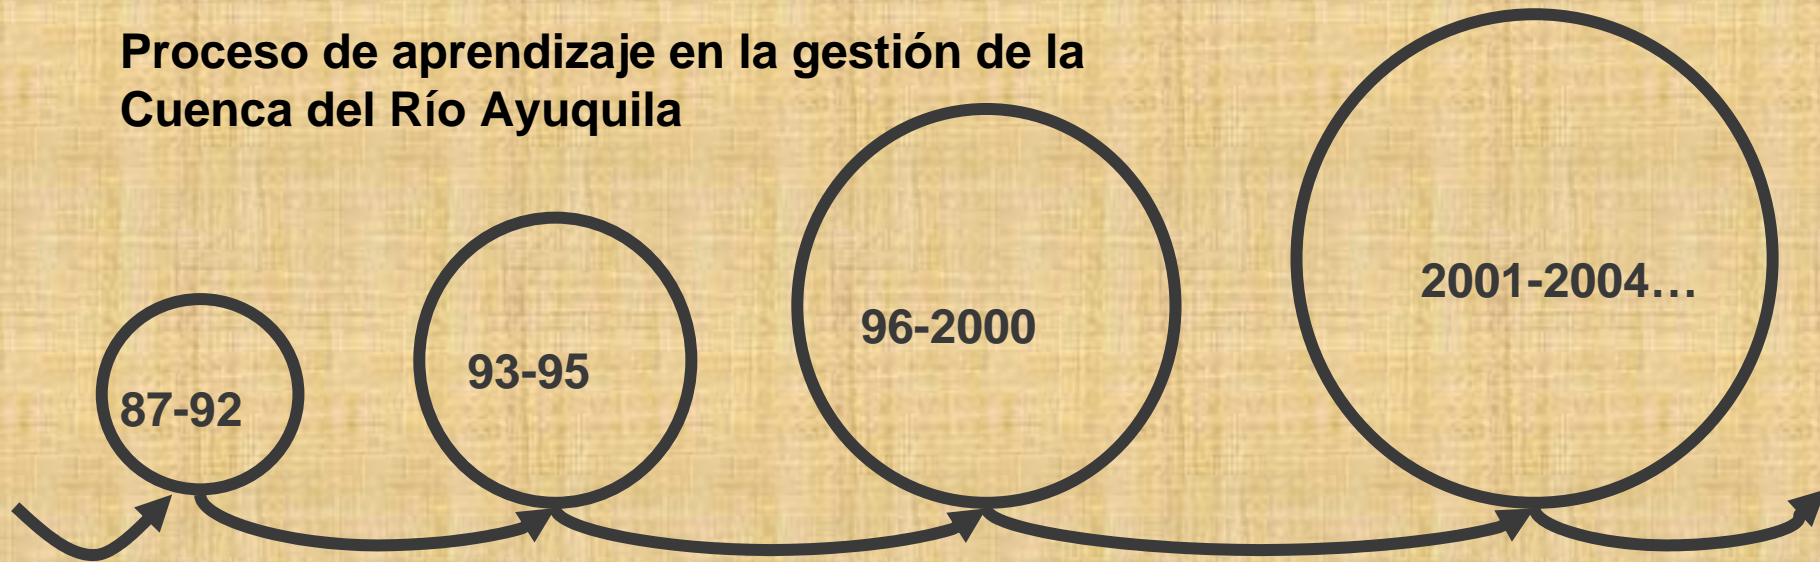 Proceso de aprendizaje en la gestión de la
Cuenca del Río Ayuquila
87-92
93-95
96-2000
2001-2004…